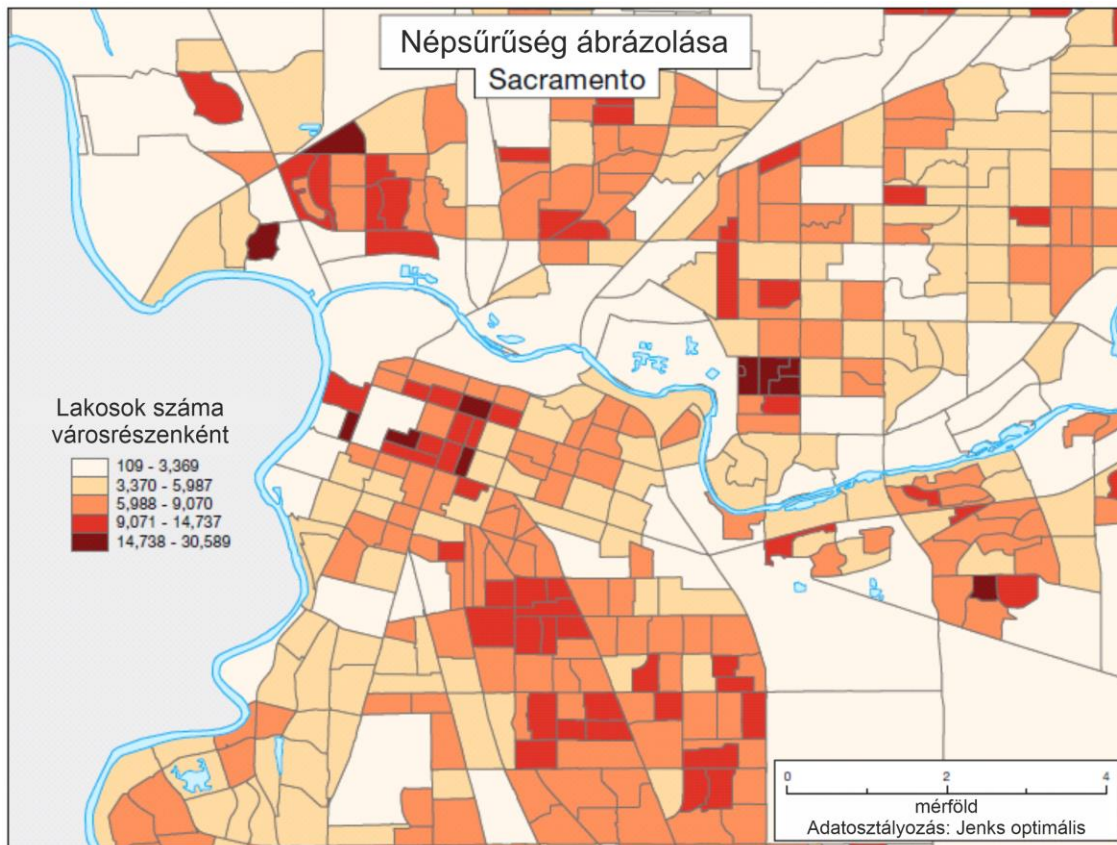 Népsűrűség ábrázolása
Sacramento
Lakosok száma
városrészenként
109 - 3,369
3,370 - 5,987
5,988 - 9,070
9,071 - 14,737
14,738 - 30,589
0 2 4
mérföld
Adatosztályozás: Jenks optimális